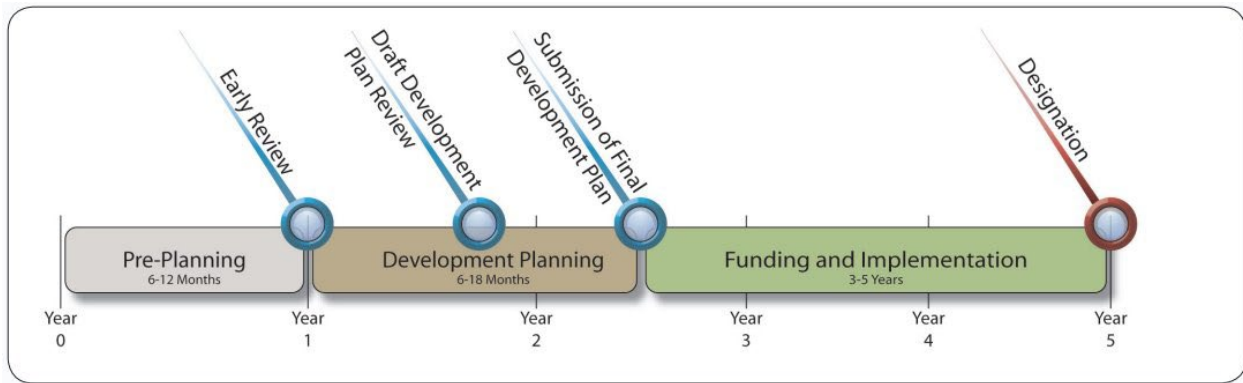 Early Review
Draft Development
Plan Review
Submission of Final
Development Plan
Designation
Pre-Planning
6-12 Months
Development Planning
6-18 Months
Funding and Implementation
3-5 Years
Year
0
Year
1
Year
2
Year
3
Year
4
Year
5